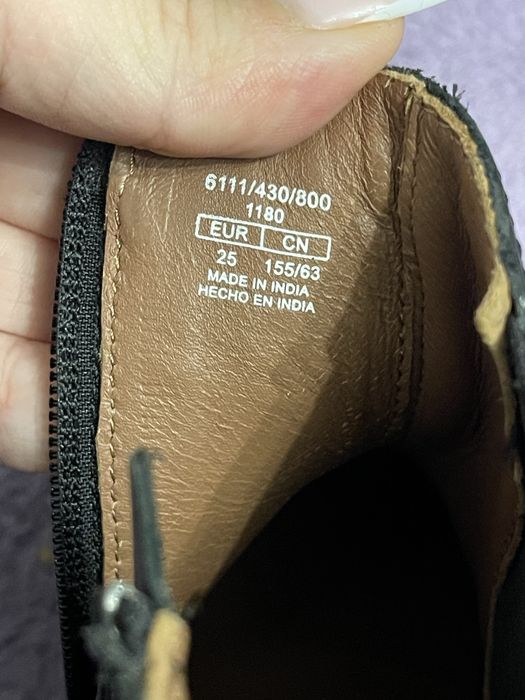 6111/430/800
1180
EUR CN
25 155/63
MADE IN INDIA
HECHO EN INDIA